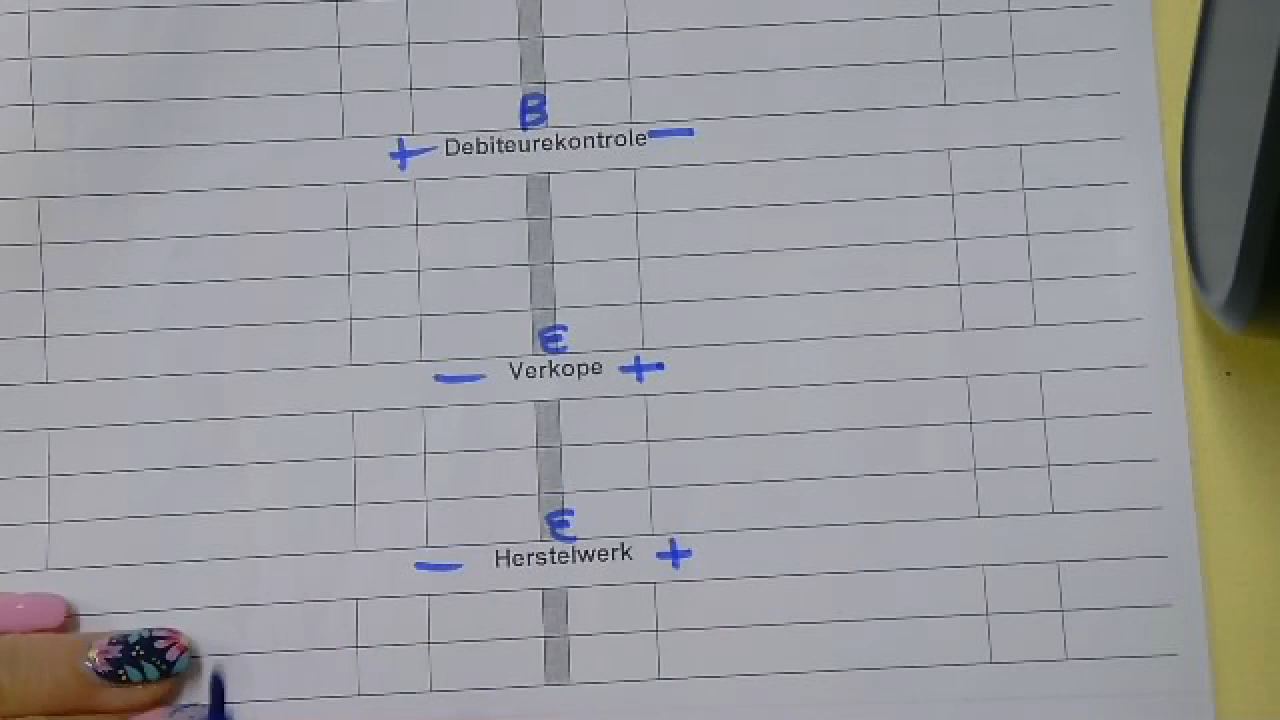 B
+ Debiteurekontrole −
E
− Verkope +
E
− Herstelwerk +